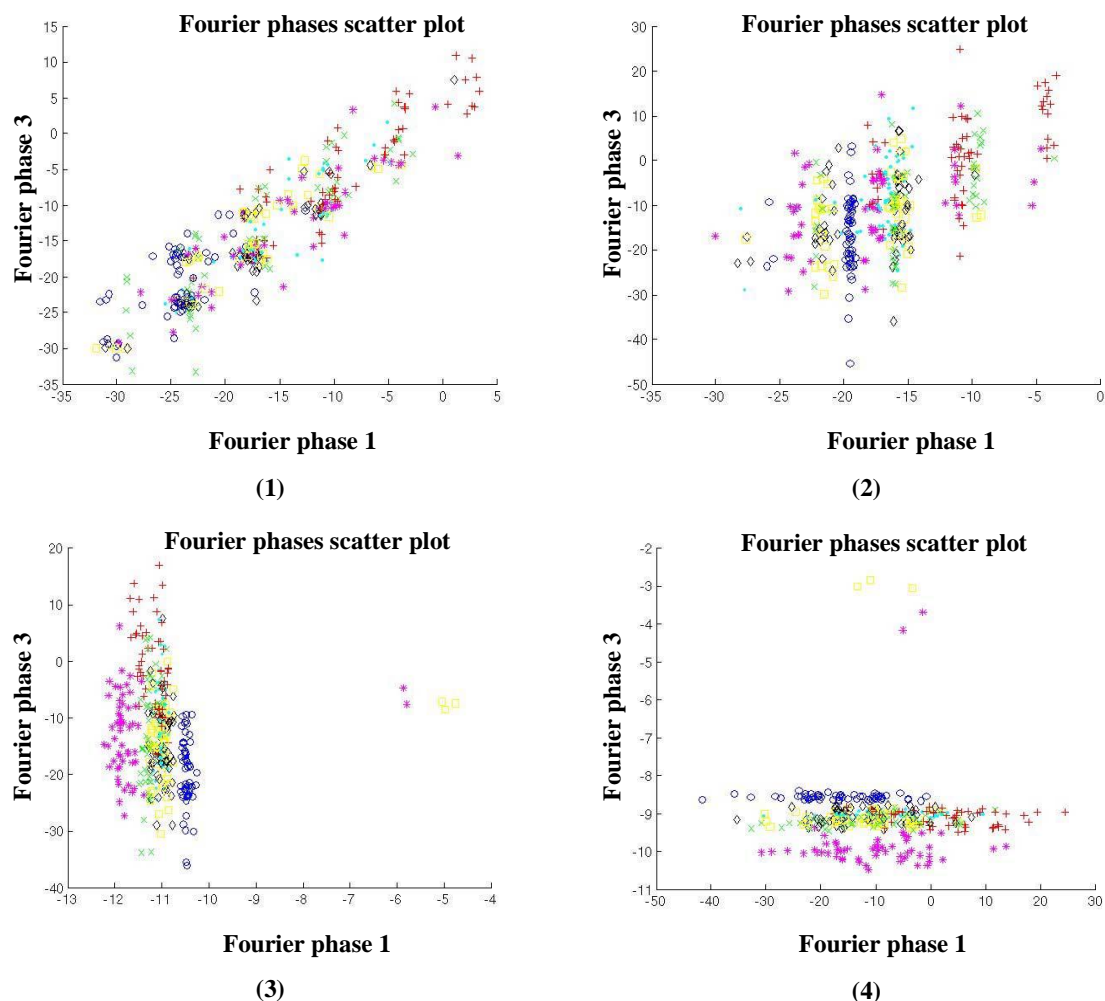 Fourier phases scatter plot
15
10
5
0
-5
-10
-15
-20
-25
-30
-35
-35 -30 -25 -20 -15 -10 -5 0 5
Fourier phase 3
Fourier phase 1
(1)
Fourier phases scatter plot
30
20
10
0
-10
-20
-30
-40
-50
-35 -30 -25 -20 -15 -10 -5 0
Fourier phase 3
Fourier phase 1
(2)
Fourier phases scatter plot
20
10
0
-10
-20
-30
-40
-13 -12 -11 -10 -9 -8 -7 -6 -5 -4
Fourier phase 3
Fourier phase 1
(3)
Fourier phases scatter plot
-2
-3
-4
-5
-6
-7
-8
-9
-10
-11
-50 -40 -30 -20 -10 0 10 20 30
Fourier phase 3
Fourier phase 1
(4)